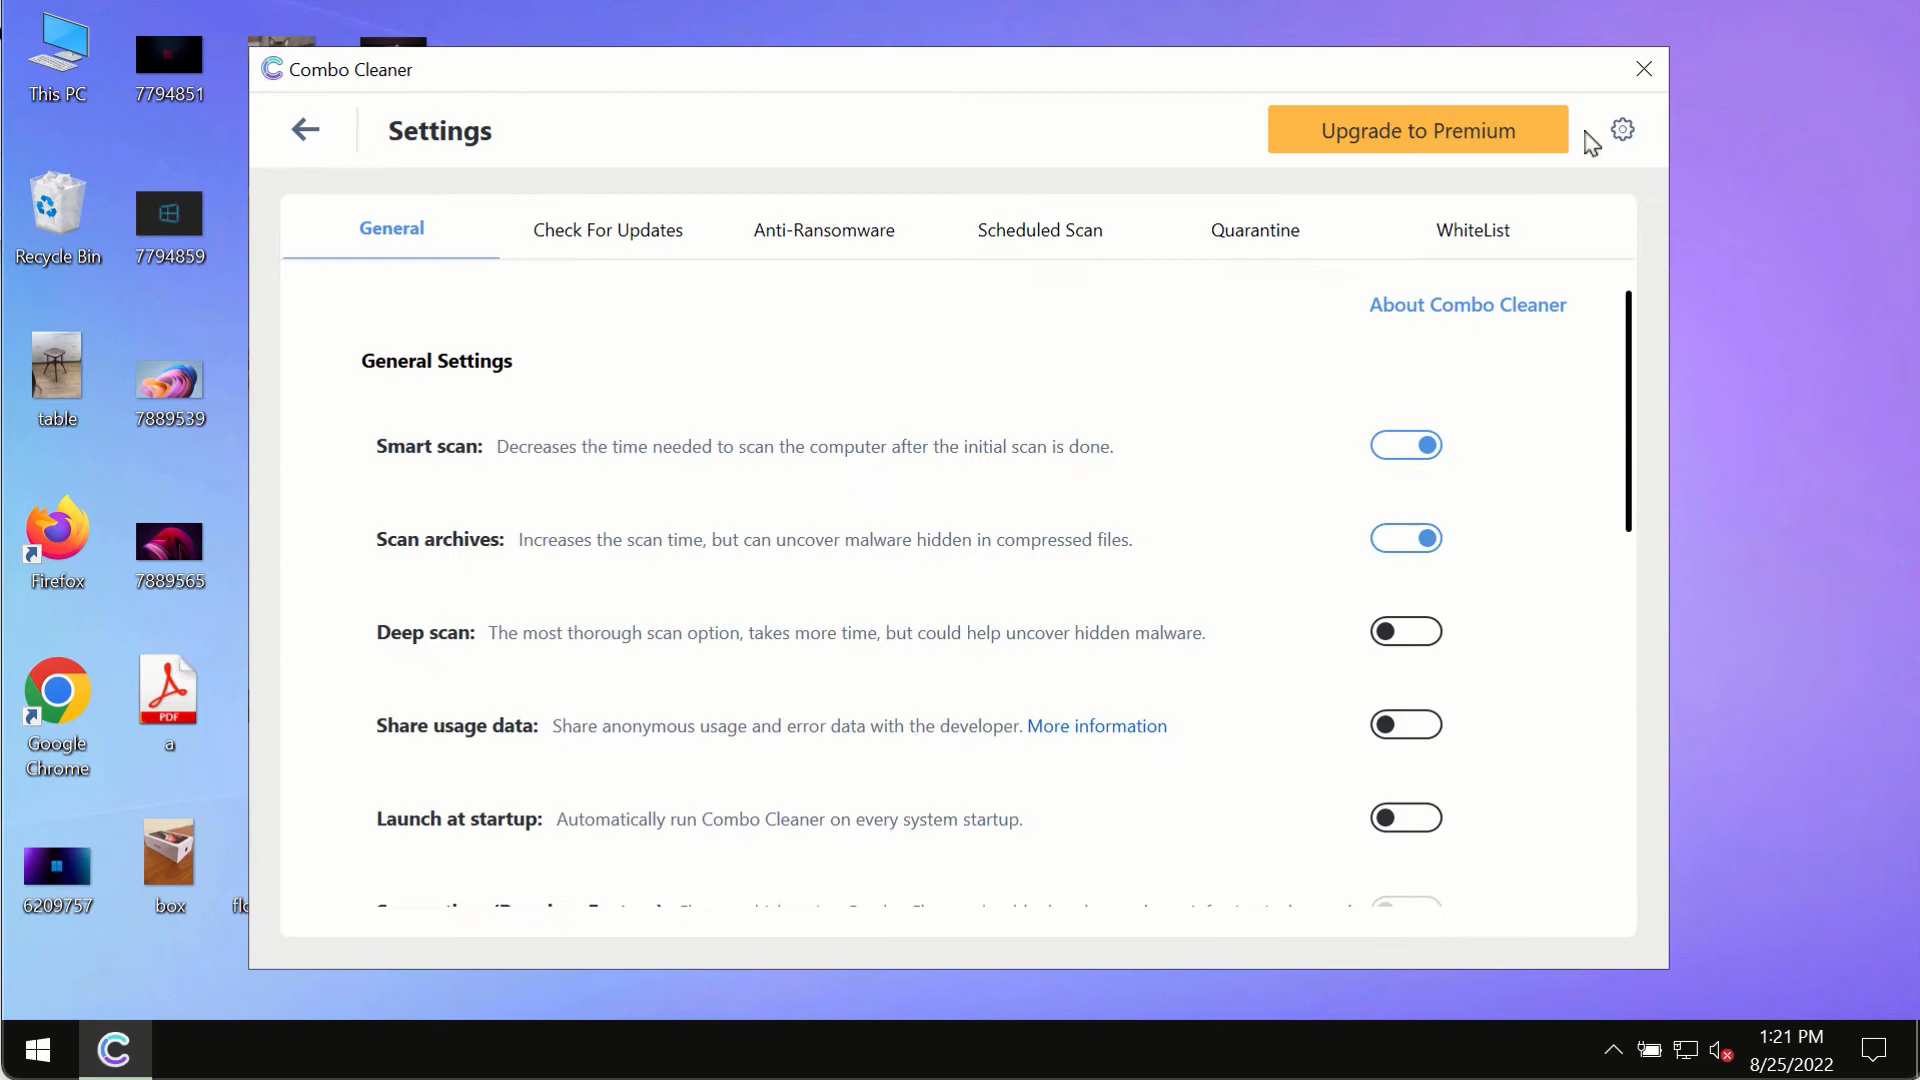 This PC
7794851
Recycle Bin
7794859
table
7889539
Firefox
7889565
Google
Chrome
PDF
a
6209757
box
Combo Cleaner
Settings
Upgrade to Premium
General
Check For Updates
Anti-Ransomware
Scheduled Scan
Quarantine
WhiteList
About Combo Cleaner
General Settings
Smart scan: Decreases the time needed to scan the computer after the initial scan is done.
Scan archives: Increases the scan time, but can uncover malware hidden in compressed files.
Deep scan: The most thorough scan option, takes more time, but could help uncover hidden malware.
Share usage data: Share anonymous usage and error data with the developer. More information
Launch at startup: Automatically run Combo Cleaner on every system startup.
1:21 PM
8/25/2022